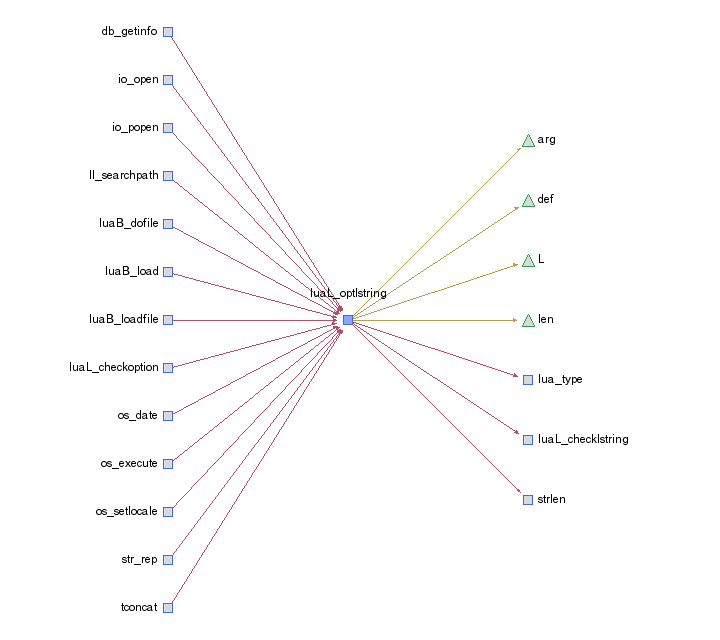 db_getinfo
io_open
io_popen
ll_searchpath
luaB_dofile
luaB_load
luaB_loadfile
luaL_checkoption
os_date
os_execute
os_setlocale
str_rep
tconcat
luaL_optlstring
arg
def
L
len
lua_type
luaL_checklstring
strlen